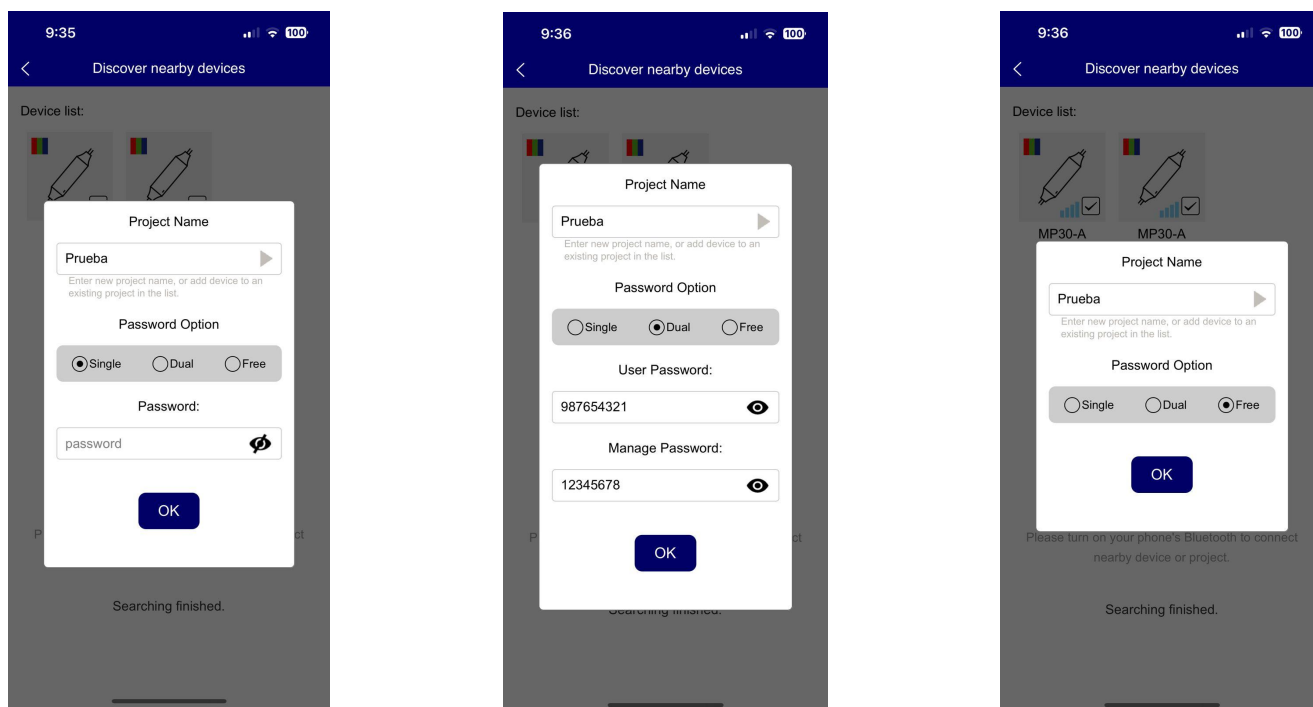 9:35
100
Discover nearby devices
Device list:
Project Name
Prueba
Enter new project name, or add device to an
existing project in the list.
Password Option
Single Dual Free
Password:
password
OK
P ct
Searching finished.
9:36
100
Discover nearby devices
Device list:
Project Name
Prueba
Enter new project name, or add device to an
existing project in the list.
Password Option
Single Dual Free
User Password:
987654321
Manage Password:
12345678
OK
P ct
Searching finished.
9:36
100
Discover nearby devices
Device list:
MP30-A MP30-A
Project Name
Prueba
Enter new project name, or add device to an
existing project in the list.
Password Option
Single Dual Free
OK
Please turn on your phone's Bluetooth to connect
nearby device or project.
Searching finished.